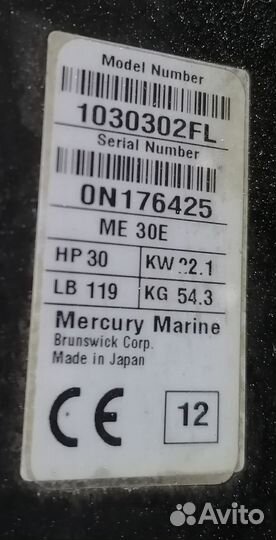 Model Number
1030302FL
Serial Number
0N176425
ME 30E
HP 30 KW 22.1
LB 119 KG 54.3
Mercury Marine
Brunswick Corp.
Made in Japan
CE 12
Avito